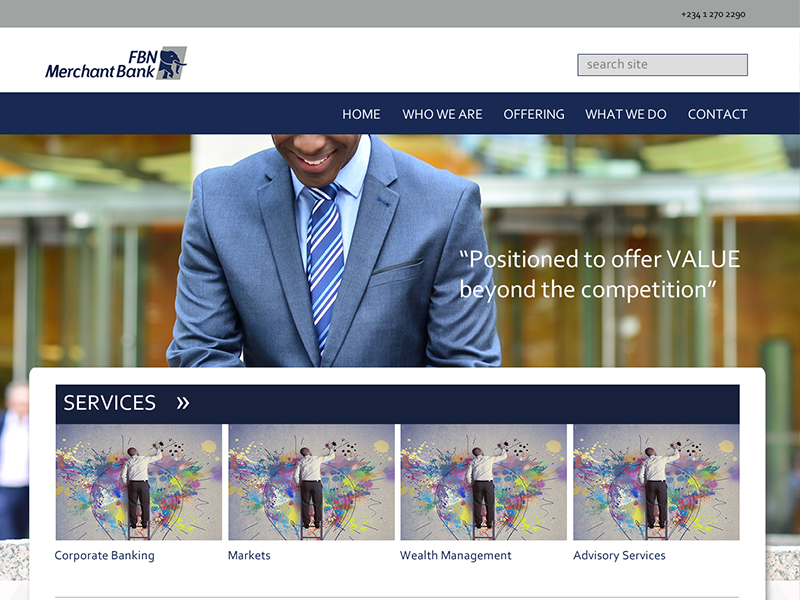 +234 1 270 2290
FBN
Merchant Bank
search site
HOME WHO WE ARE OFFERING WHAT WE DO CONTACT
“Positioned to offer VALUE
beyond the competition”
SERVICES »
Corporate Banking Markets Wealth Management Advisory Services